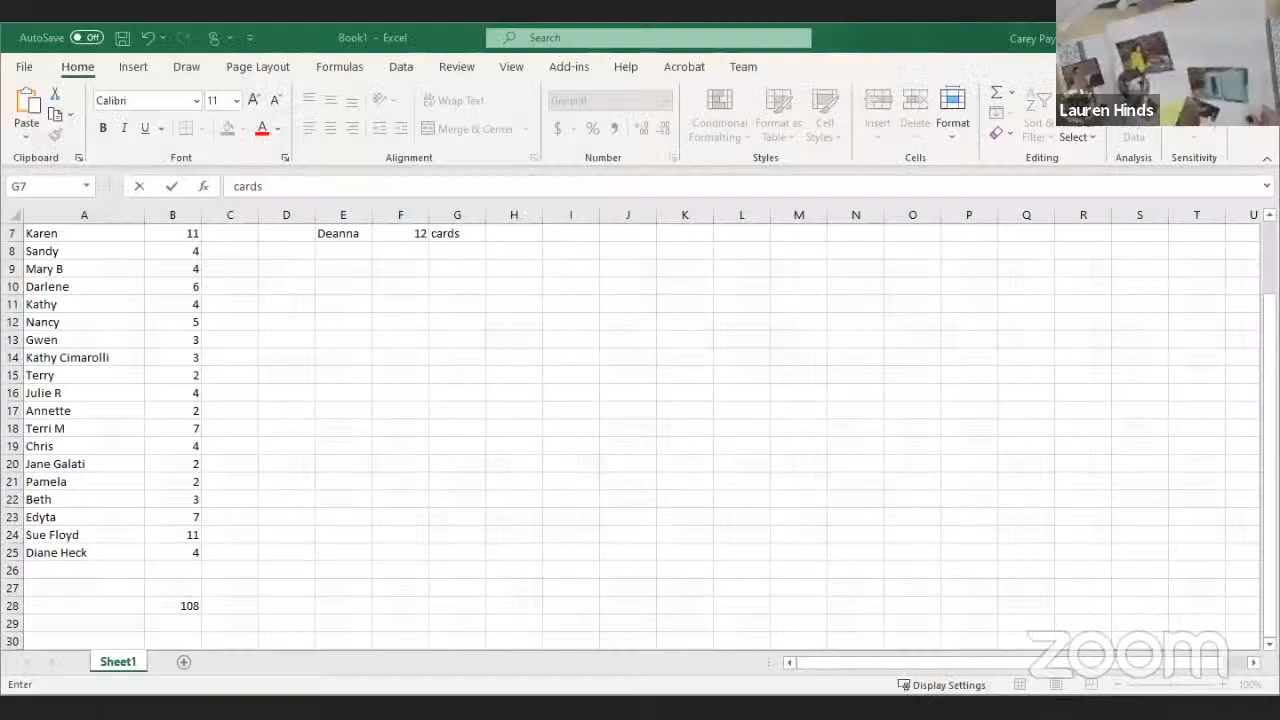 AutoSave Off Book1 - Excel Search Carey Pay
Lauren Hinds
File Home Insert Draw Page Layout Formulas Data Review View Add-ins Help Acrobat Team
Calibri 11 A A Wrap Text General
Paste B I U A Merge & Center $ % Conditional Formatting Format as Table Cell Styles Insert Delete Format Sort & Filter Select Data
Clipboard Font Alignment Number Styles Cells Editing Analysis Sensitivity
G7 fx cards
A B C D E F G H I J K L M N O P Q R S T U
7 Karen 11 Deanna 12 cards
8 Sandy 4
9 Mary B 4
10 Darlene 6
11 Kathy 4
12 Nancy 5
13 Gwen 3
14 Kathy Cimarolli 3
15 Terry 2
16 Julie R 4
17 Annette 2
18 Terri M 7
19 Chris 4
20 Jane Galati 2
21 Pamela 2
22 Beth 3
23 Edyta 7
24 Sue Floyd 11
25 Diane Heck 4
26
27
28 108
29
30
Sheet1
zoom
Enter Display Settings 100%